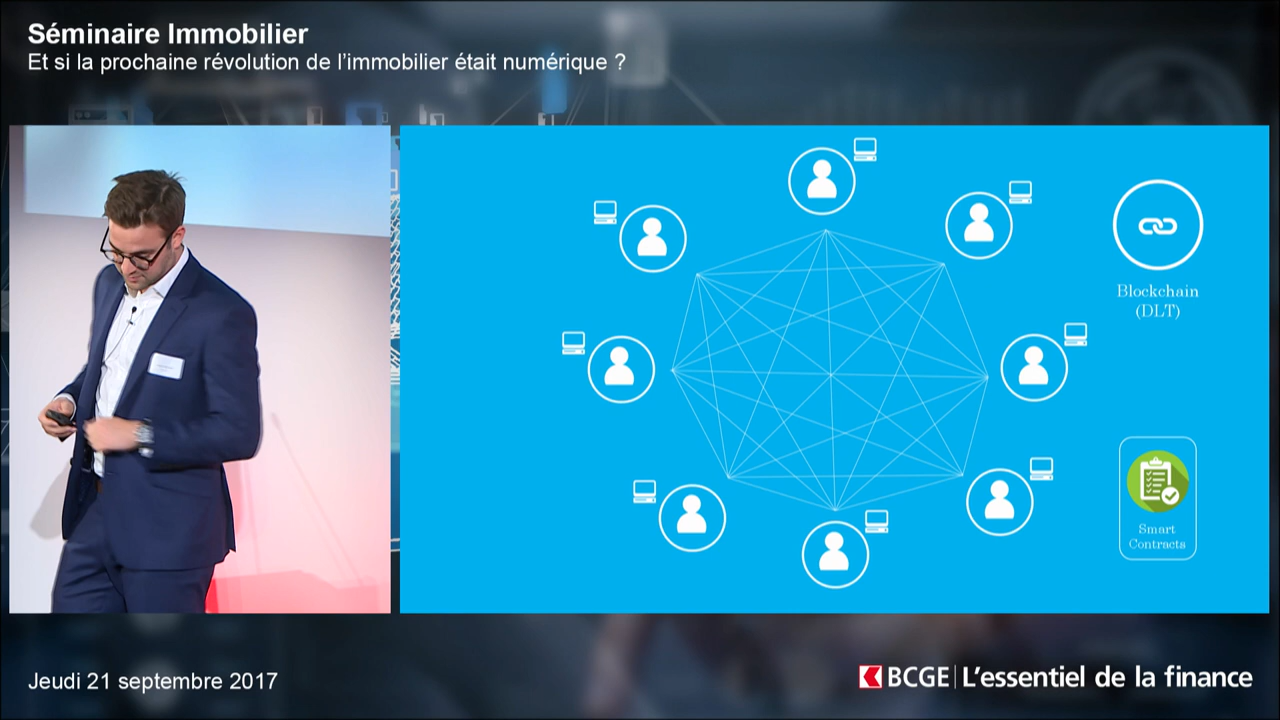 Séminaire Immobilier
Et si la prochaine révolution de l'immobilier était numérique ?
Blockchain
(DLT)
Smart
Contracts
Jeudi 21 septembre 2017
BCGE | L'essentiel de la finance